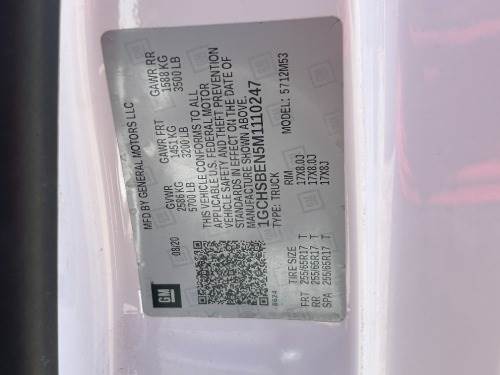 MFD BY GENERAL MOTORS LLC
08/20
GVWR
2586 KG
5700 LB
GAWR FRT
1451 KG
3200 LB
GAWR RR
1588 KG
3500 LB
THIS VEHICLE CONFORMS TO ALL
APPLICABLE U.S. FEDERAL MOTOR
VEHICLE SAFETY AND THEFT PREVENTION
STANDARDS IN EFFECT ON THE DATE OF
MANUFACTURE SHOWN ABOVE.
1GCHSBEN5M1110247
TYPE: TRUCK
MODEL: 5712M53
GM
TIRE SIZE
RIM
FRT 255/65R17 T
17X8.0J
RR 255/65R17 T
17X8.0J
SPA 255/65R17 T
17X8J